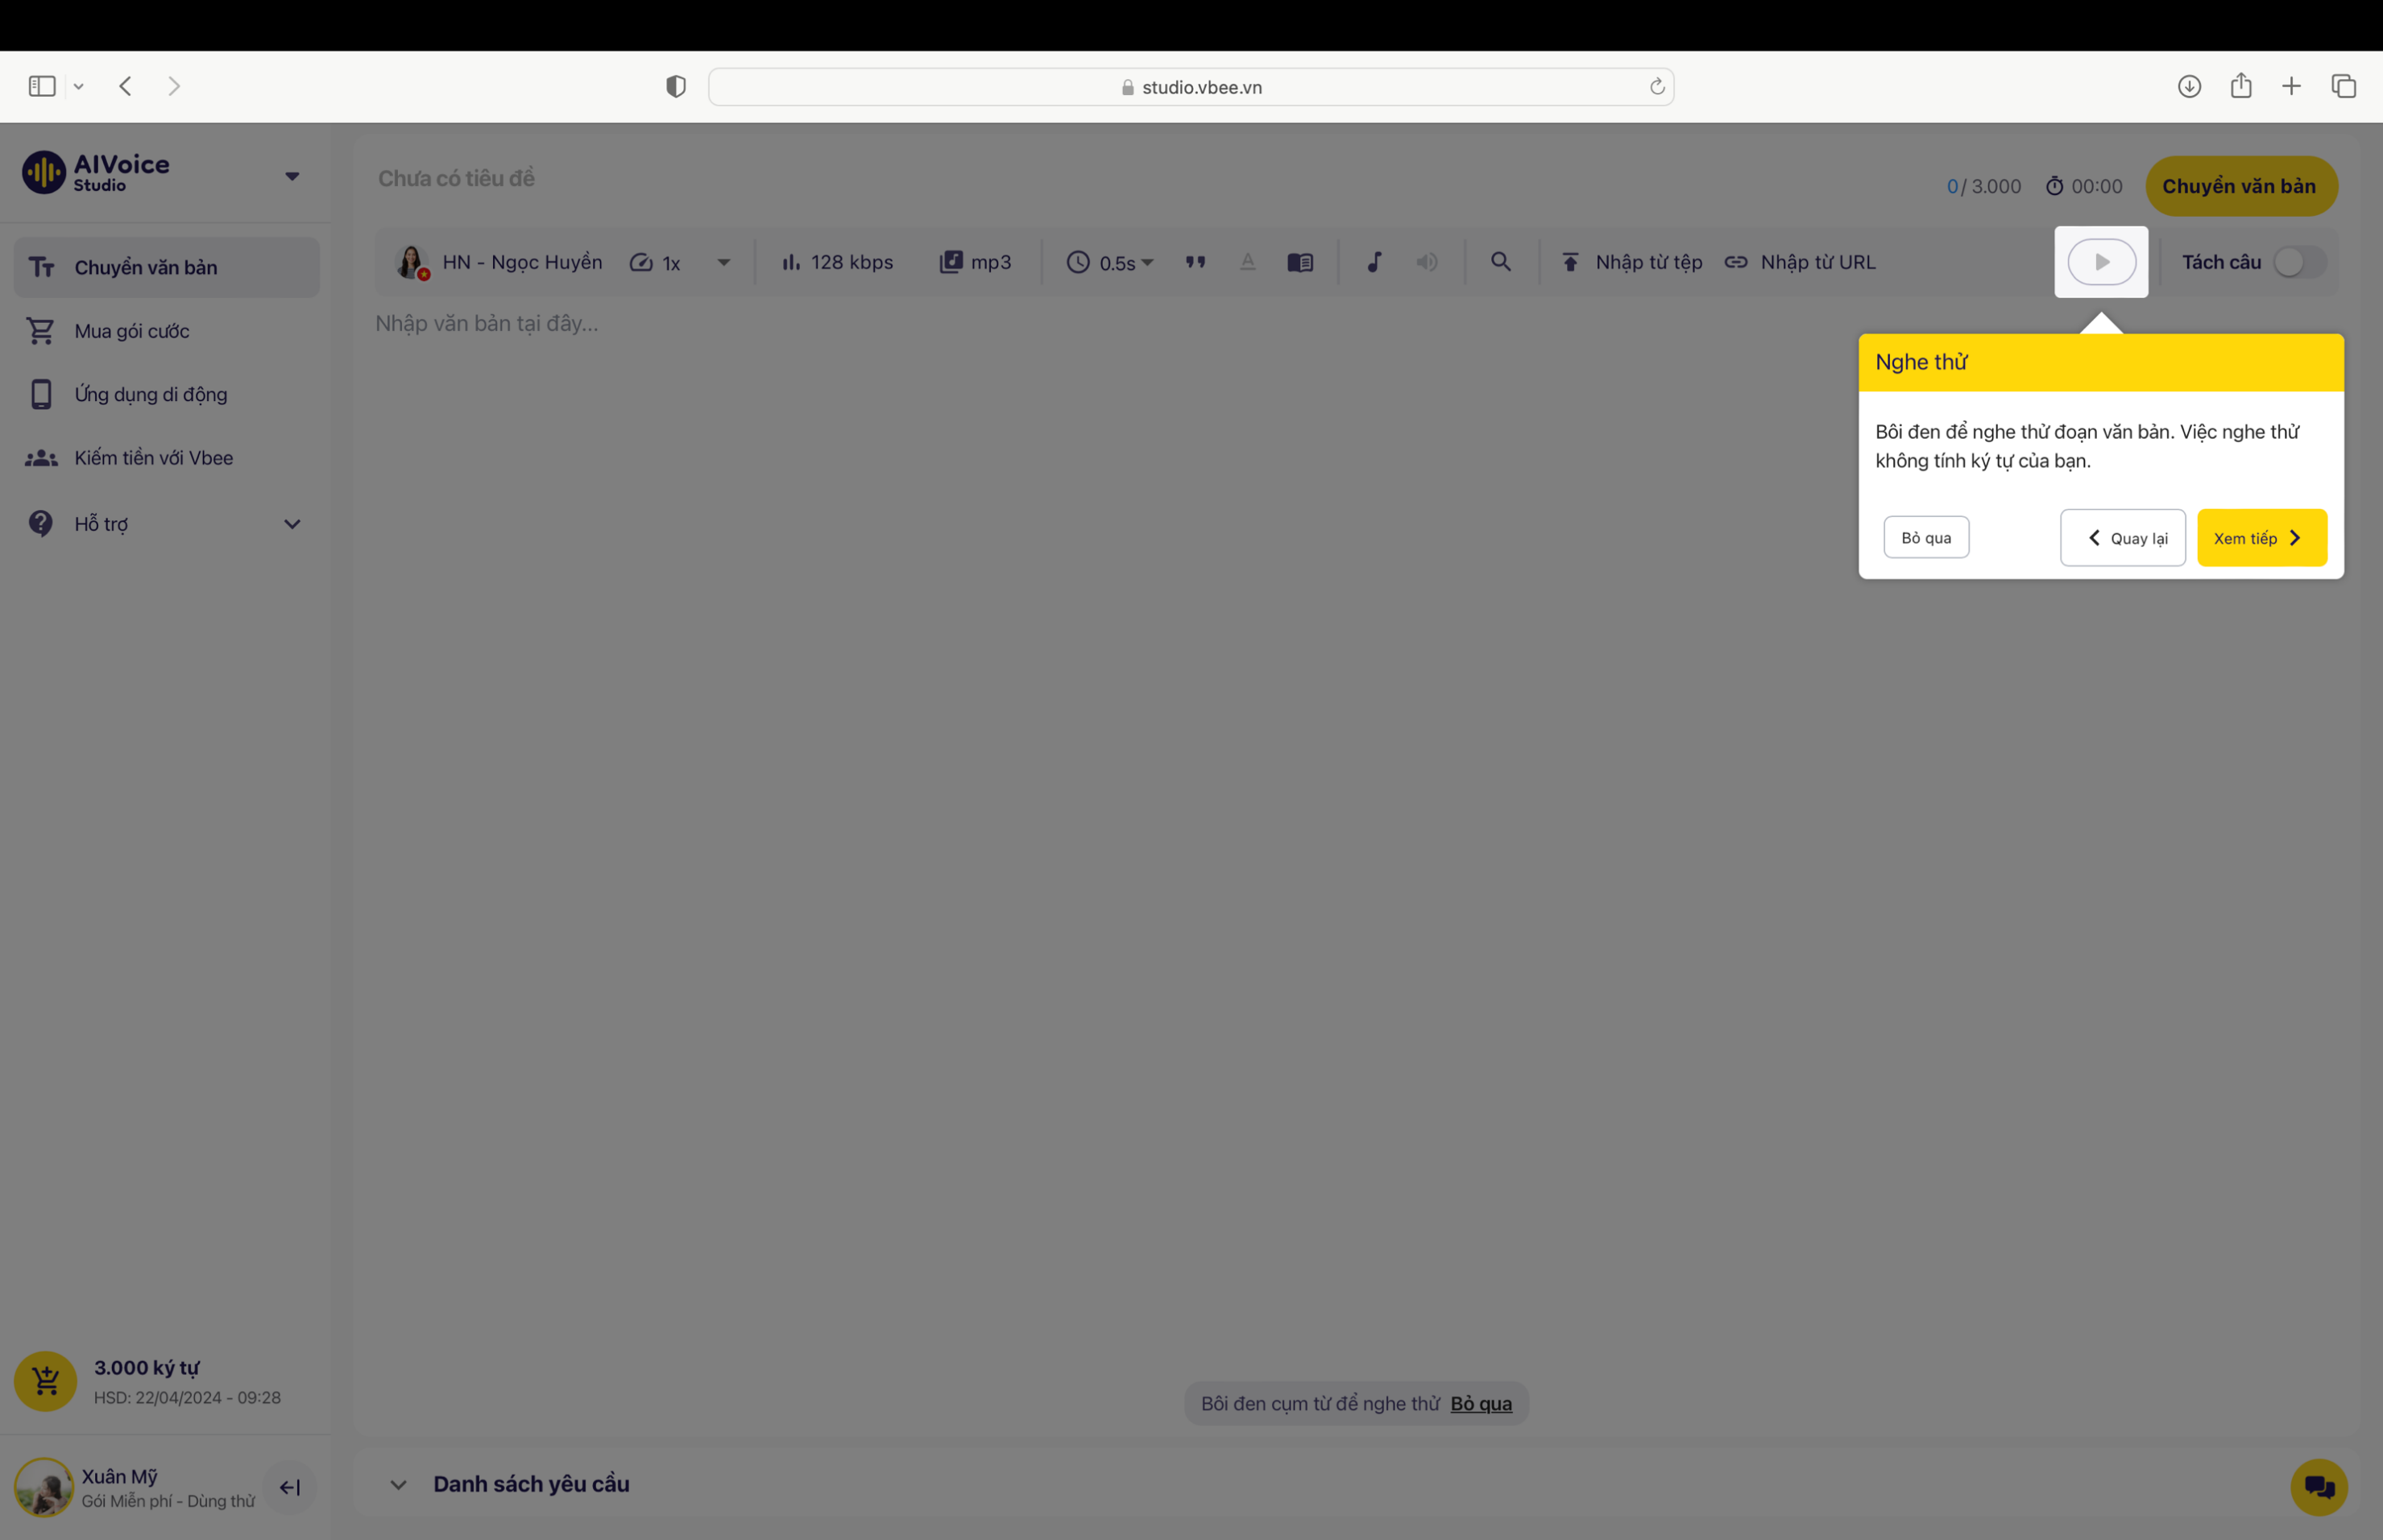 studio.vbee.vn
AIVoice
Studio
Chưa có tiêu đề
0/ 3.000
00:00
Chuyển văn bản
Chuyển văn bản
HN - Ngọc Huyền
1x
128 kbps
mp3
0.5s
Nhập từ tệp
Nhập từ URL
Tách câu
Mua gói cước
Nhập văn bản tại đây...
Nghe thử
Ứng dụng di động
Bôi đen để nghe thử đoạn văn bản. Việc nghe thử
không tính ký tự của bạn.
Kiếm tiền với Vbee
Hỗ trợ
Bỏ qua
Quay lại
Xem tiếp
3.000 ký tự
HSD: 22/04/2024 - 09:28
Bôi đen cụm từ để nghe thử Bỏ qua
Xuân Mỹ
Gói Miễn phí - Dùng thử
Danh sách yêu cầu